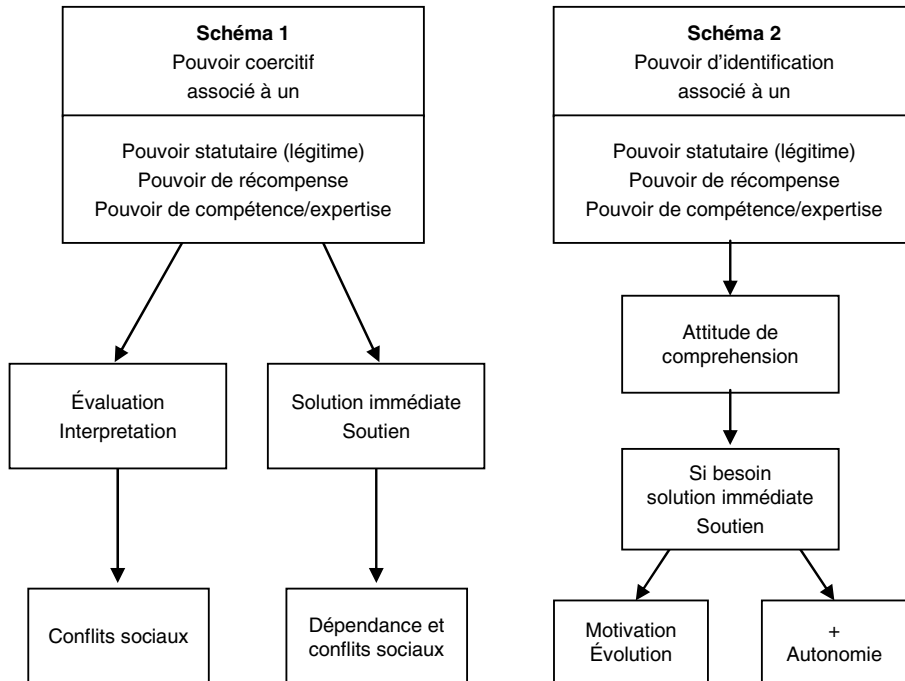 Schéma 1
Pouvoir coercitif
associé à un
Pouvoir statutaire (légitime)
Pouvoir de récompense
Pouvoir de compétence/expertise
Évaluation
Interpretation
Solution immédiate
Soutien
Conflits sociaux
Dépendance et
conflits sociaux
Schéma 2
Pouvoir d’identification
associé à un
Pouvoir statutaire (légitime)
Pouvoir de récompense
Pouvoir de compétence/expertise
Attitude de
comprehension
Si besoin
solution immédiate
Soutien
Motivation
Évolution
+
Autonomie